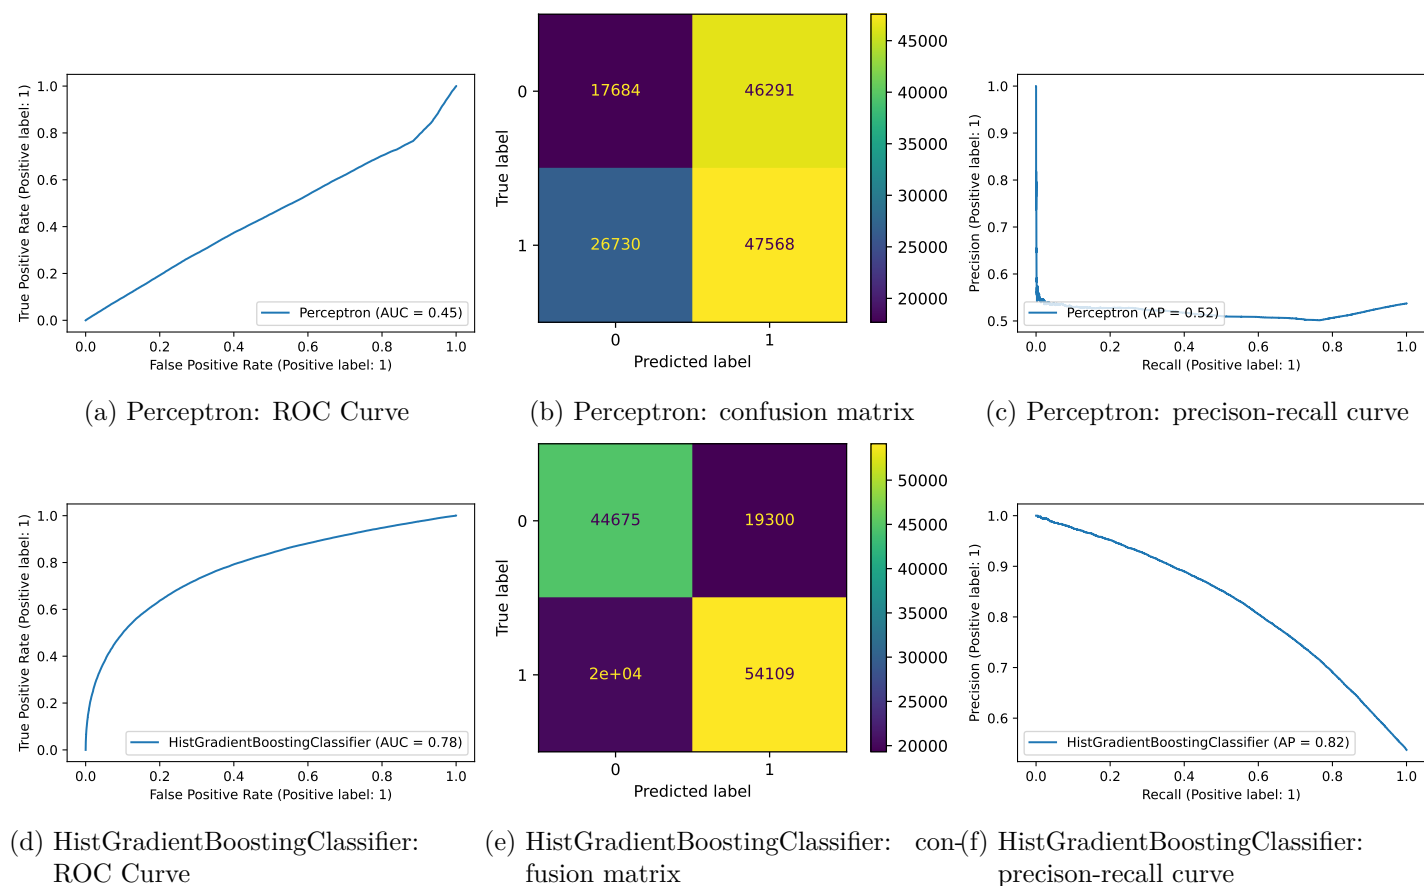 1.0
0.8
0.6
0.4
0.2
0.0
True Positive Rate (Positive label: 1)
Perceptron (AUC = 0.45)
0.0 0.2 0.4 0.6 0.8 1.0
False Positive Rate (Positive label: 1)
0
1
True label
17684 46291
26730 47568
0 1
Predicted label
45000
40000
35000
30000
25000
20000
1.0
0.9
0.8
0.7
0.6
0.5
Precision (Positive label: 1)
Perceptron (AP = 0.52)
0.0 0.2 0.4 0.6 0.8 1.0
Recall (Positive label: 1)
(a) Perceptron: ROC Curve
(b) Perceptron: confusion matrix
(c) Perceptron: precison-recall curve
1.0
0.8
0.6
0.4
0.2
0.0
True Positive Rate (Positive label: 1)
HistGradientBoostingClassifier (AUC = 0.78)
0.0 0.2 0.4 0.6 0.8 1.0
False Positive Rate (Positive label: 1)
0
1
True label
44675 19300
2e+04 54109
0 1
Predicted label
50000
45000
40000
35000
30000
25000
20000
1.0
0.9
0.8
0.7
0.6
Precision (Positive label: 1)
HistGradientBoostingClassifier (AP = 0.82)
0.0 0.2 0.4 0.6 0.8 1.0
Recall (Positive label: 1)
(d) HistGradientBoostingClassifier:
ROC Curve
(e) HistGradientBoostingClassifier: con-
fusion matrix
(f) HistGradientBoostingClassifier:
precison-recall curve